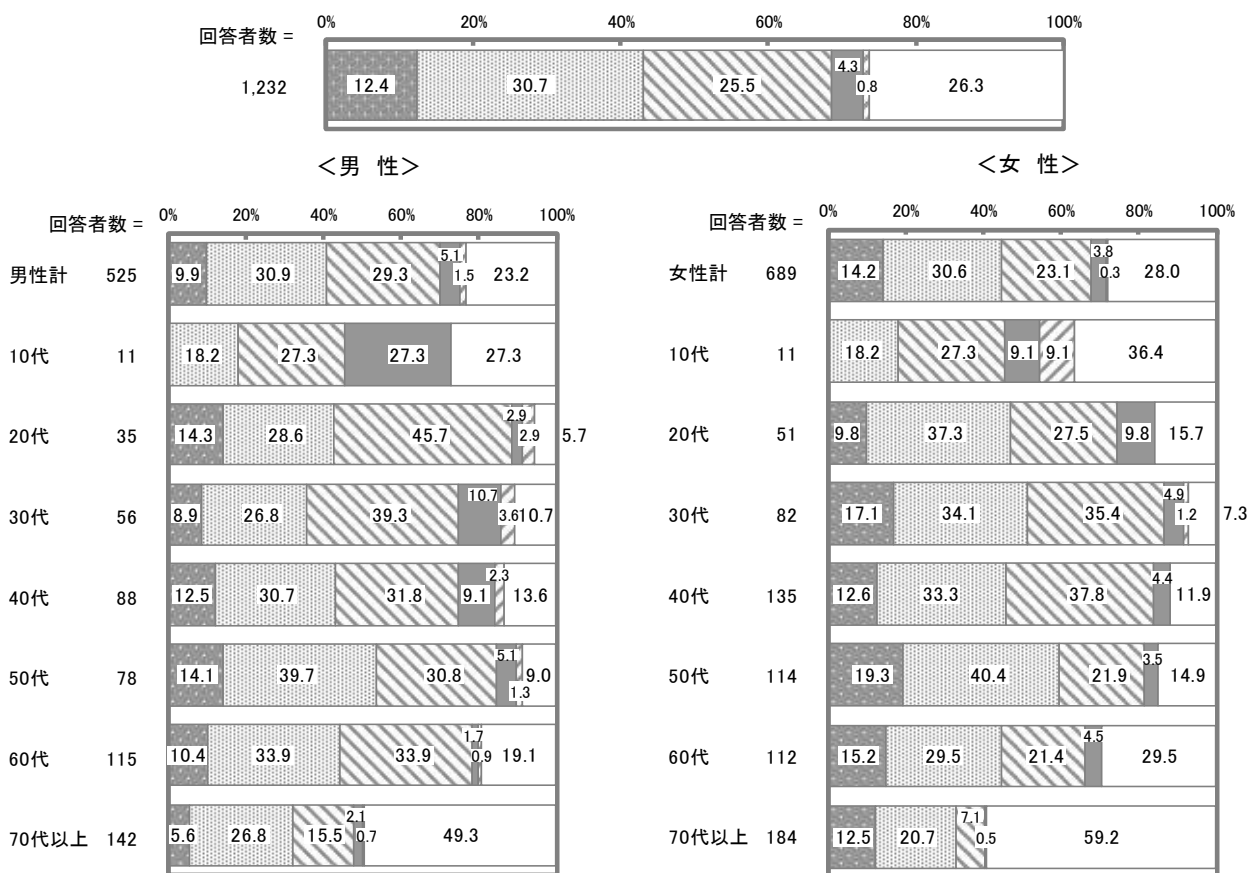 0% 20% 40% 60% 80% 100%
回答者数 =
1,232 12.4 30.7 25.5 4.3 0.8 26.3
＜男 性＞
0% 20% 40% 60% 80% 100%
回答者数 =
男性計 525 9.9 30.9 29.3 5.1 1.5 23.2
10代 11 18.2 27.3 27.3 27.3
20代 35 14.3 28.6 45.7 2.9 2.9 5.7
30代 56 8.9 26.8 39.3 10.7 3.6 10.7
40代 88 12.5 30.7 31.8 9.1 2.3 13.6
50代 78 14.1 39.7 30.8 5.1 1.3 9.0
60代 115 10.4 33.9 33.9 1.7 0.9 19.1
70代以上 142 5.6 26.8 15.5 2.1 0.7 49.3
＜女 性＞
0% 20% 40% 60% 80% 100%
回答者数 =
女性計 689 14.2 30.6 23.1 3.8 0.3 28.0
10代 11 18.2 27.3 9.1 9.1 36.4
20代 51 9.8 37.3 27.5 9.8 15.7
30代 82 17.1 34.1 35.4 4.9 1.2 7.3
40代 135 12.6 33.3 37.8 4.4 11.9
50代 114 19.3 40.4 21.9 3.5 14.9
60代 112 15.2 29.5 21.4 4.5 29.5
70代以上 184 12.5 20.7 7.1 0.5 59.2